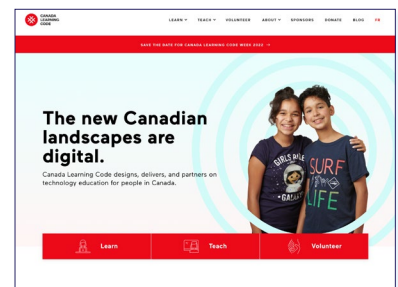 CANADA
LEARNING
CODE
LEARN TEACH VOLUNTEER ABOUT SPONSORS DONATE BLOG FR
SAVE THE DATE FOR CANADA LEARNING CODE WEEK 2022 →
The new Canadian
landscapes are
digital.
Canada Learning Code designs, delivers, and partners on
technology education for people in Canada.
GIRLS
GALAXY
SURF
LIFE
Learn Teach Volunteer